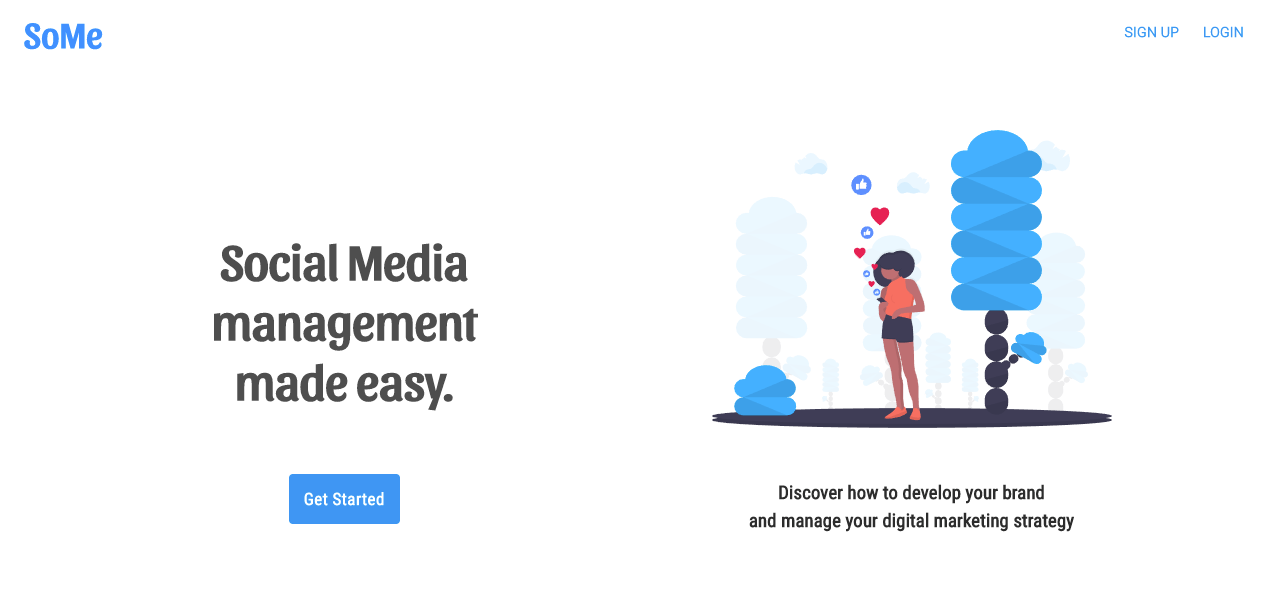 SoMe
SIGN UP LOGIN
Social Media
management
made easy.
Get Started
Discover how to develop your brand
and manage your digital marketing strategy